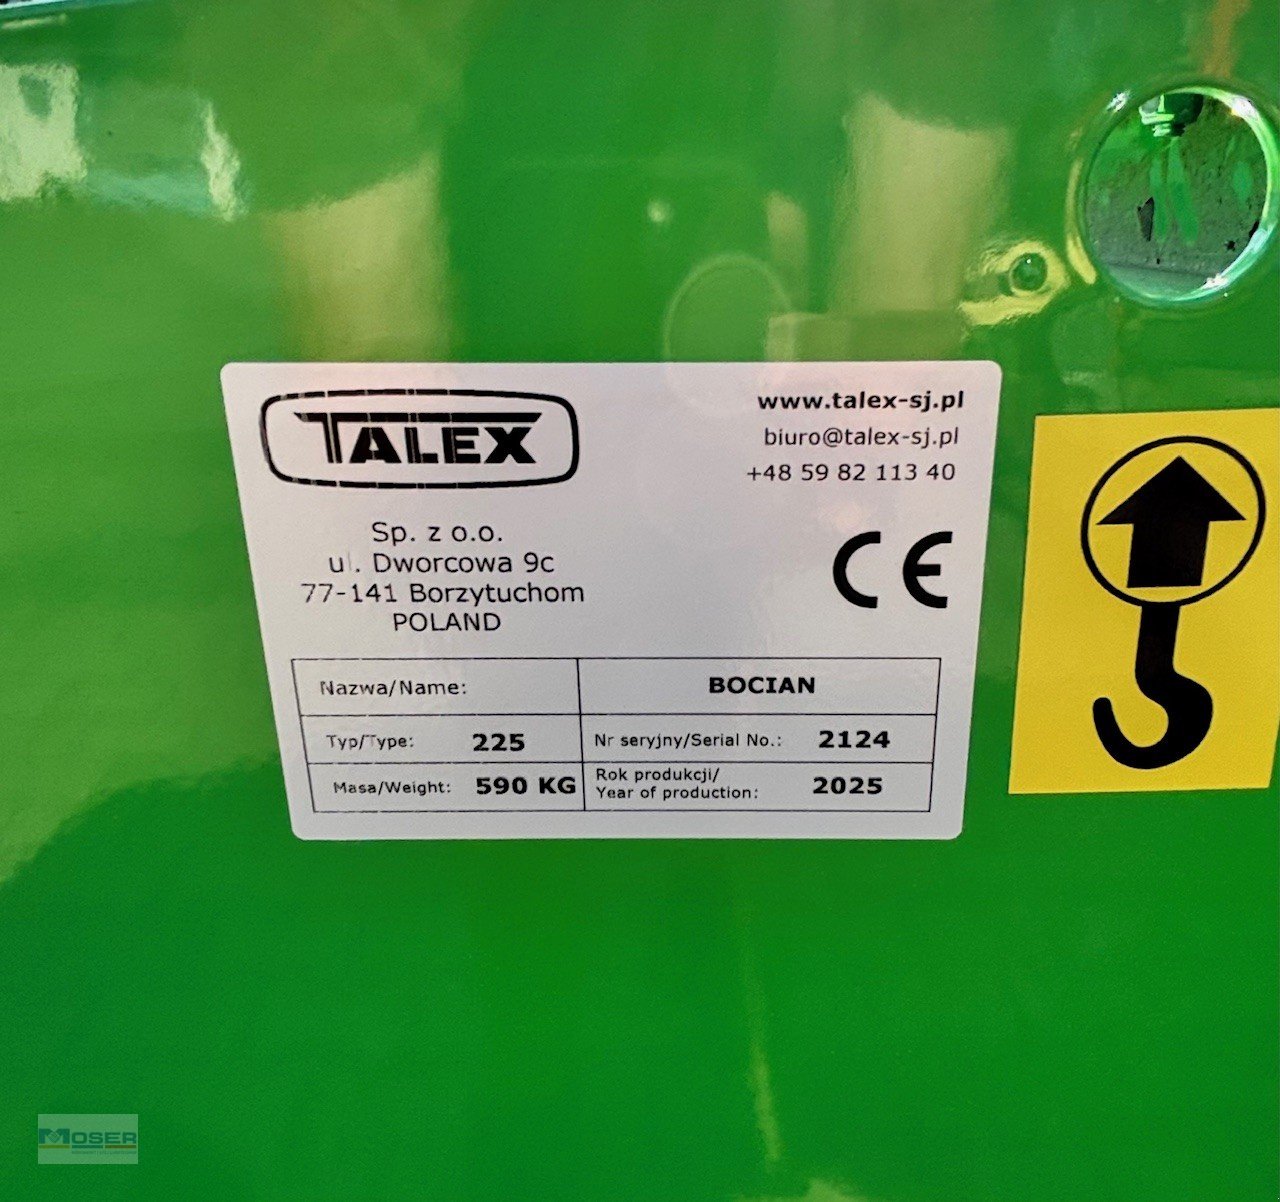 TALEX
www.talex-sj.pl
biuro@talex-sj.pl
+48 59 82 113 40
Sp. z o.o.
ul. Dworcowa 9c
77-141 Borzytuchom
POLAND
CE
Nazwa/Name: BOCIAN
Typ/Type: 225 Nr seryjny/Serial No.: 2124
Masa/Weight: 590 KG Rok produkcji/
Year of production: 2025
MOSER